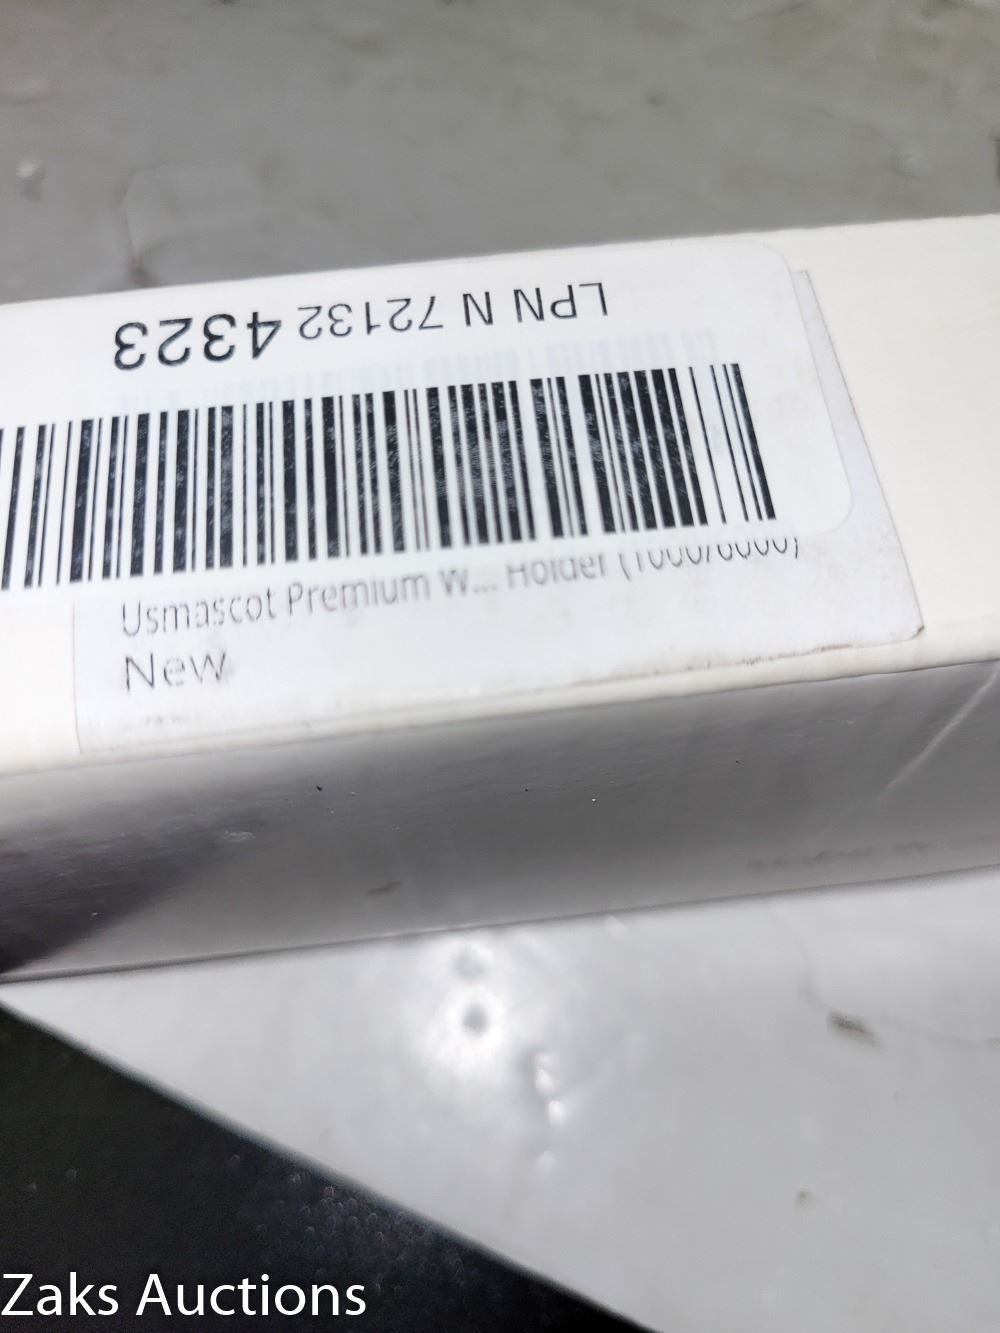 LPN N 72132 4323
Usmascot Premium W... Holder
New
Zaks Auctions